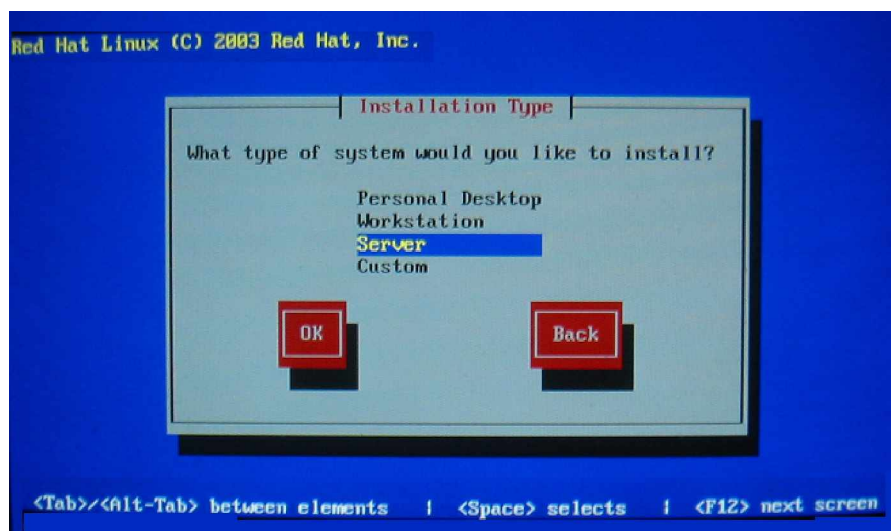 Red Hat Linux (C) 2003 Red Hat, Inc.
Installation Type
What type of system would you like to install?
Personal Desktop
Workstation
Server
Custom
OK
Back
<Tab>/<Alt-Tab> between elements | <Space> selects | <F12> next screen